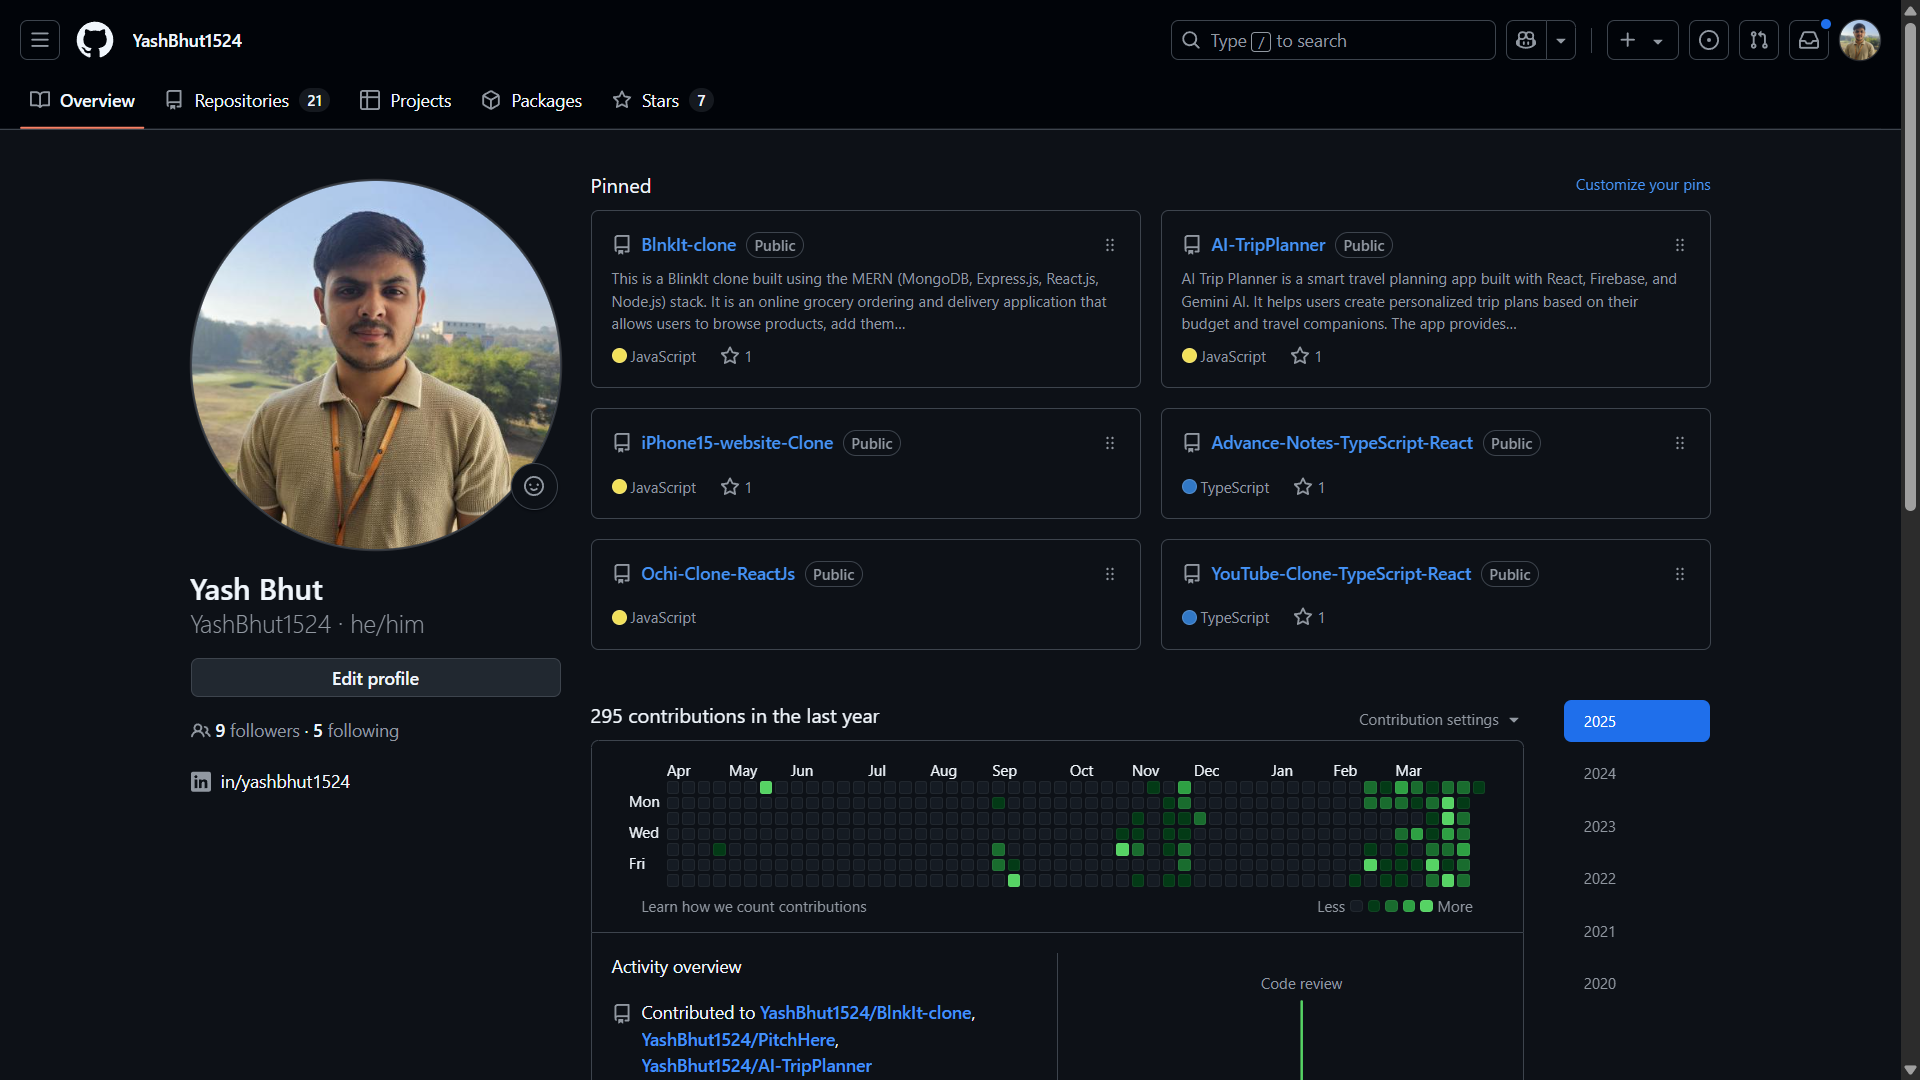 YashBhut1524
Type / to search
Overview
Repositories 21
Projects
Packages
Stars 7
Yash Bhut
YashBhut1524 · he/him
Edit profile
9 followers · 5 following
in/yashbhut1524
Pinned
Customize your pins
BlnkIt-clone Public
This is a BlinkIt clone built using the MERN (MongoDB, Express.js, React.js,
Node.js) stack. It is an online grocery ordering and delivery application that
allows users to browse products, add them…
JavaScript 1
AI-TripPlanner Public
AI Trip Planner is a smart travel planning app built with React, Firebase, and
Gemini AI. It helps users create personalized trip plans based on their
budget and travel companions. The app provides…
JavaScript 1
iPhone15-website-Clone Public
JavaScript 1
Advance-Notes-TypeScript-React Public
TypeScript 1
Ochi-Clone-ReactJs Public
JavaScript
YouTube-Clone-TypeScript-React Public
TypeScript 1
295 contributions in the last year
Contribution settings
Apr May Jun Jul Aug Sep Oct Nov Dec Jan Feb Mar
Mon
Wed
Fri
Learn how we count contributions
Less More
2025
2024
2023
2022
2021
2020
Activity overview
Contributed to YashBhut1524/BlnkIt-clone,
YashBhut1524/PitchHere,
YashBhut1524/AI-TripPlanner
Code review